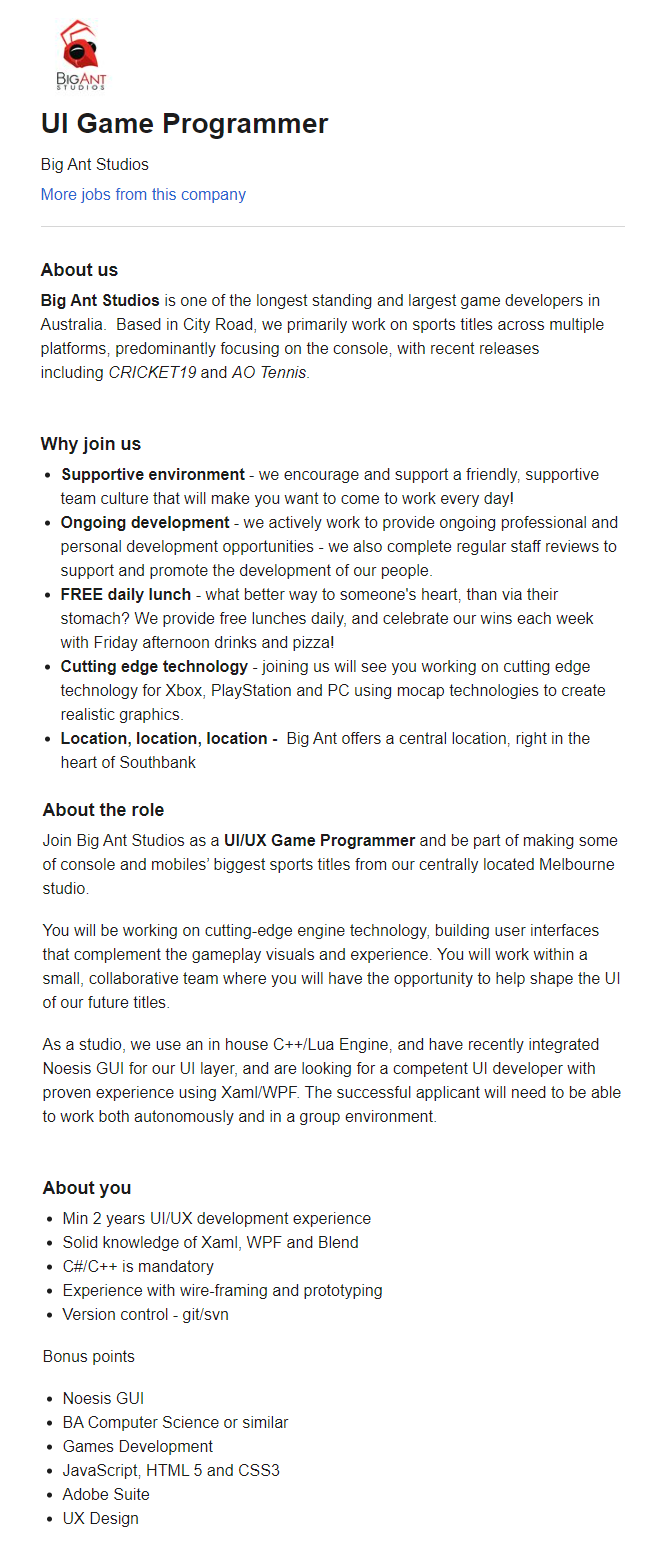 BIGANT
STUDIOS
UI Game Programmer
Big Ant Studios
More jobs from this company
About us
Big Ant Studios is one of the longest standing and largest game developers in
Australia.  Based in City Road, we primarily work on sports titles across multiple
platforms, predominantly focusing on the console, with recent releases
including CRICKET19 and AO Tennis.
Why join us
• Supportive environment - we encourage and support a friendly, supportive
team culture that will make you want to come to work every day!
• Ongoing development - we actively work to provide ongoing professional and
personal development opportunities - we also complete regular staff reviews to
support and promote the development of our people.
• FREE daily lunch - what better way to someone's heart, than via their
stomach? We provide free lunches daily, and celebrate our wins each week
with Friday afternoon drinks and pizza!
• Cutting edge technology - joining us will see you working on cutting edge
technology for Xbox, PlayStation and PC using mocap technologies to create
realistic graphics.
• Location, location, location -  Big Ant offers a central location, right in the
heart of Southbank
About the role
Join Big Ant Studios as a UI/UX Game Programmer and be part of making some
of console and mobiles’ biggest sports titles from our centrally located Melbourne
studio.
You will be working on cutting-edge engine technology, building user interfaces
that complement the gameplay visuals and experience. You will work within a
small, collaborative team where you will have the opportunity to help shape the UI
of our future titles.
As a studio, we use an in house C++/Lua Engine, and have recently integrated
Noesis GUI for our UI layer, and are looking for a competent UI developer with
proven experience using Xaml/WPF. The successful applicant will need to be able
to work both autonomously and in a group environment.
About you
• Min 2 years UI/UX development experience
• Solid knowledge of Xaml, WPF and Blend
• C#/C++ is mandatory
• Experience with wire-framing and prototyping
• Version control - git/svn
Bonus points
• Noesis GUI
• BA Computer Science or similar
• Games Development
• JavaScript, HTML 5 and CSS3
• Adobe Suite
• UX Design